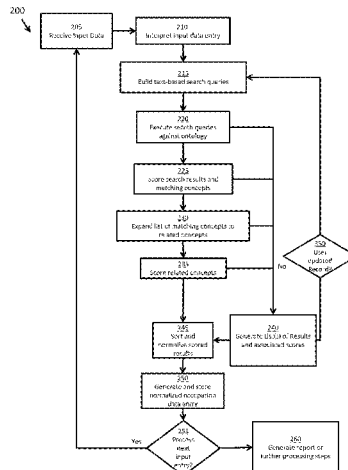 200
205
Receive Input Data
210
Interpret input data entry
215
Build text-based search queries
220
Execute search queries
against ontology
225
Score search results and
matching concepts
230
Expand list of matching concepts to
related concepts
235
Score related concepts
No
User
updated
Records
240
Generate List of Results
and associated scores
245
Sort and
normalize scored
results
250
Generate and store
normalized
data entry
Yes
255
Process
next
input
entry?
260
Generate report or
further processing steps